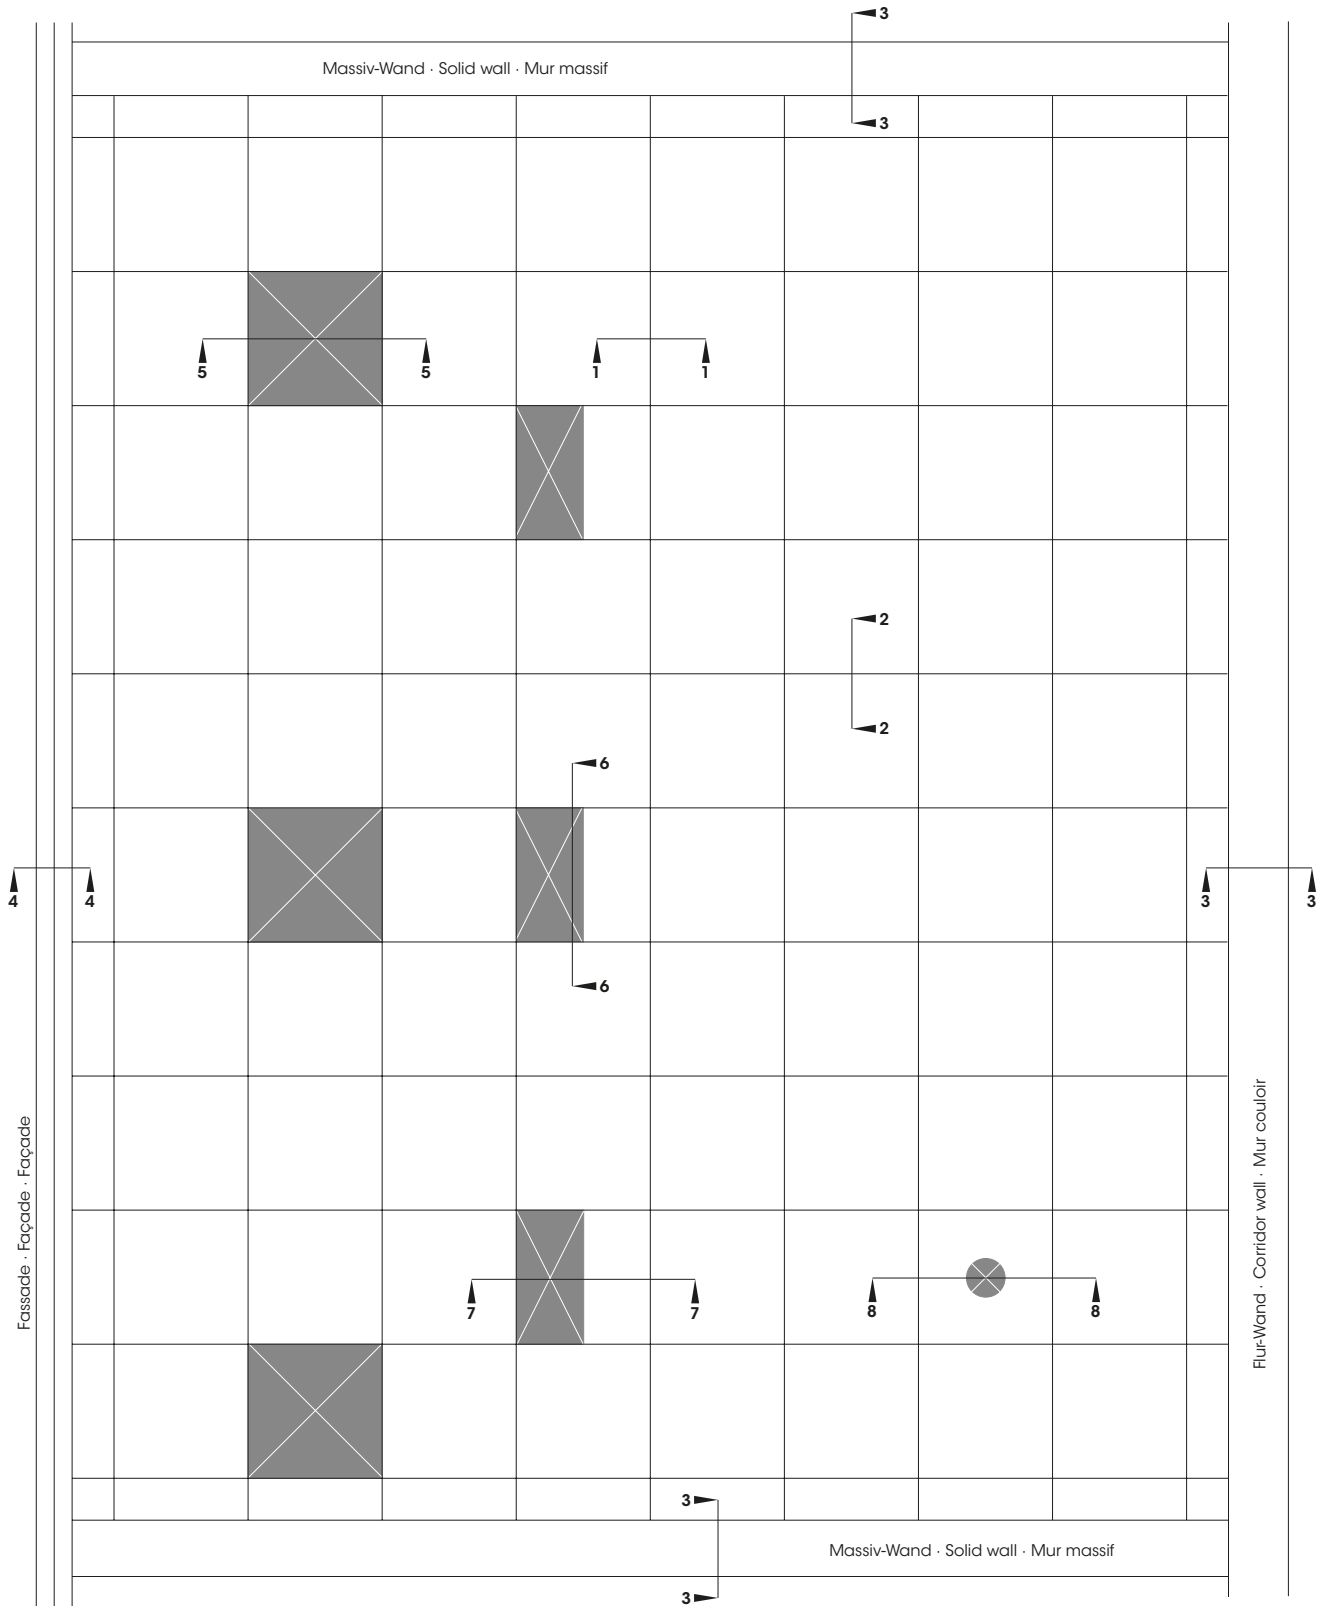 3
Massiv-Wand · Solid wall · Mur massif
3
5 5 1 1
2
2
6
4 4 3 3
6
Fassade · Façade · Façade
Flur-Wand · Corridor wall · Mur couloir
7 7 8 8
3
Massiv-Wand · Solid wall · Mur massif
3